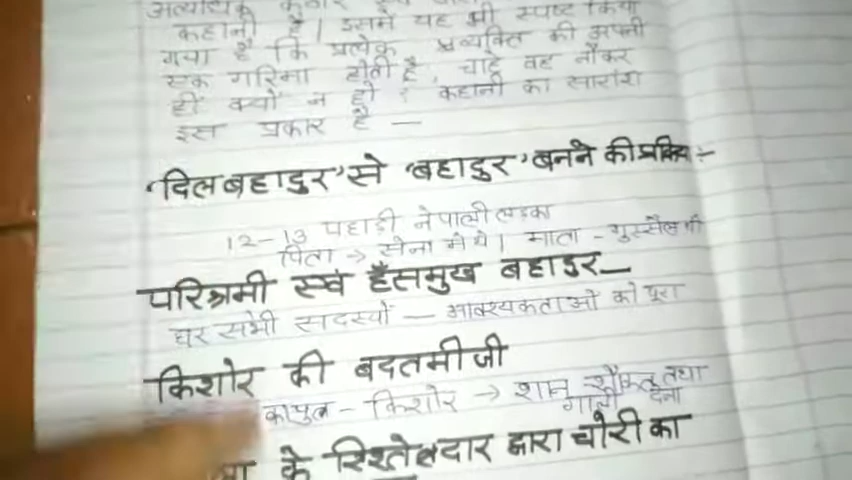 कहानी है। इसमें यह भी स्पष्ट किया
गया है कि प्रत्येक व्यक्ति की अपनी
एक गरिमा होती है, चाहे वह नौकर
ही क्यों न हो? कहानी का सारांश
इस प्रकार है —
'दिलबहादुर' से 'बहादुर' बनने की प्रक्रिया :-
12-13 पहाड़ी नेपाली लड़का
पिता → सेना में थे। माता - गुस्सैल थी
परिश्रमी एवं हँसमुख बहादुर—
घर सभी सदस्यों — आवश्यकताओं को पूरा
किशोर की बदतमीजी
का पुत्र - किशोर → शान शौकत तथा
गाली देना
के रिश्तेदार द्वारा चोरी का